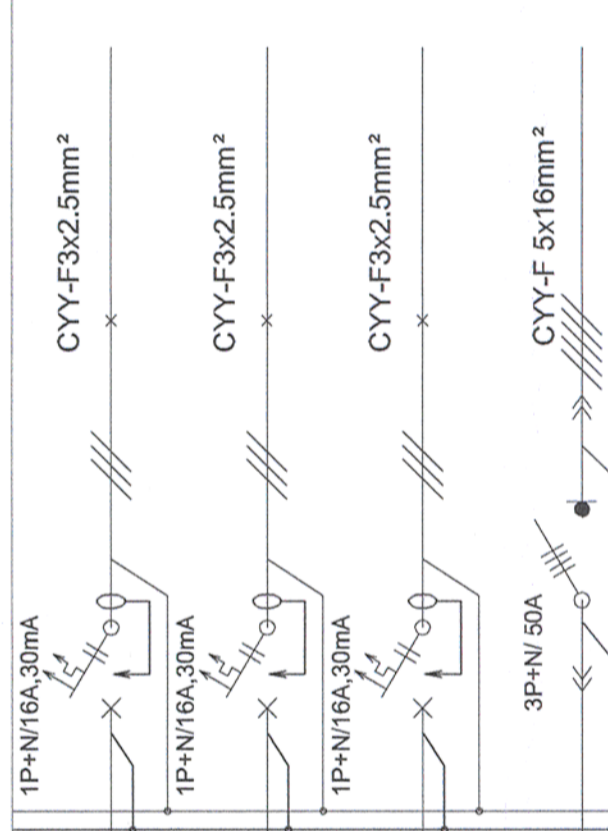 CYY-F3x2.5mm²
1P+N/16A,30mA
CYY-F3x2.5mm²
1P+N/16A,30mA
CYY-F3x2.5mm²
1P+N/16A,30mA
CYY-F 5x16mm²
3P+N/ 50A